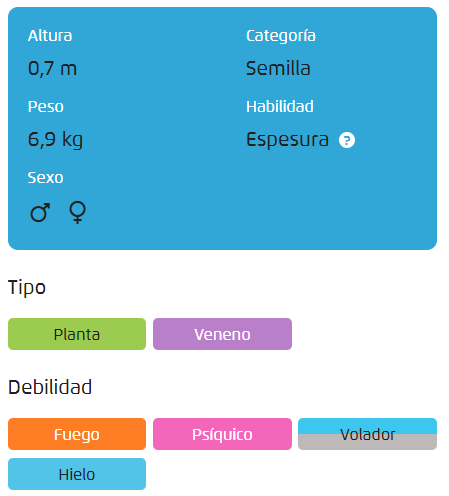 Altura
0,7 m
Peso
6,9 kg
Sexo
♂ ♀
Categoría
Semilla
Habilidad
Espesura ?
Tipo
Planta Veneno
Debilidad
Fuego Psíquico Volador
Hielo